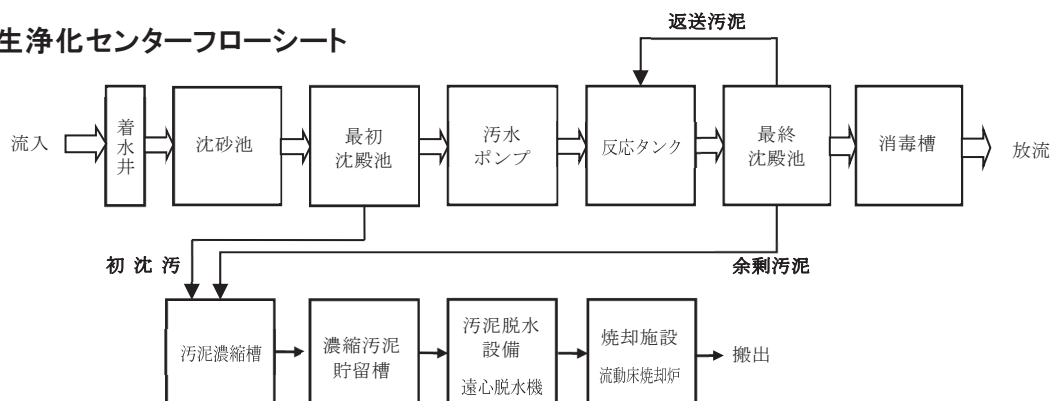 生浄化センターフローシート
返送汚泥
流入
着
水
井
沈砂池
最初
沈殿池
汚水
ポンプ
反応タンク
最終
沈殿池
消毒槽
放流
初 沈 汚
余剰汚泥
汚泥濃縮槽
濃縮汚泥
貯留槽
汚泥脱水
設備
遠心脱水機
焼却施設
流動床焼却炉
搬出